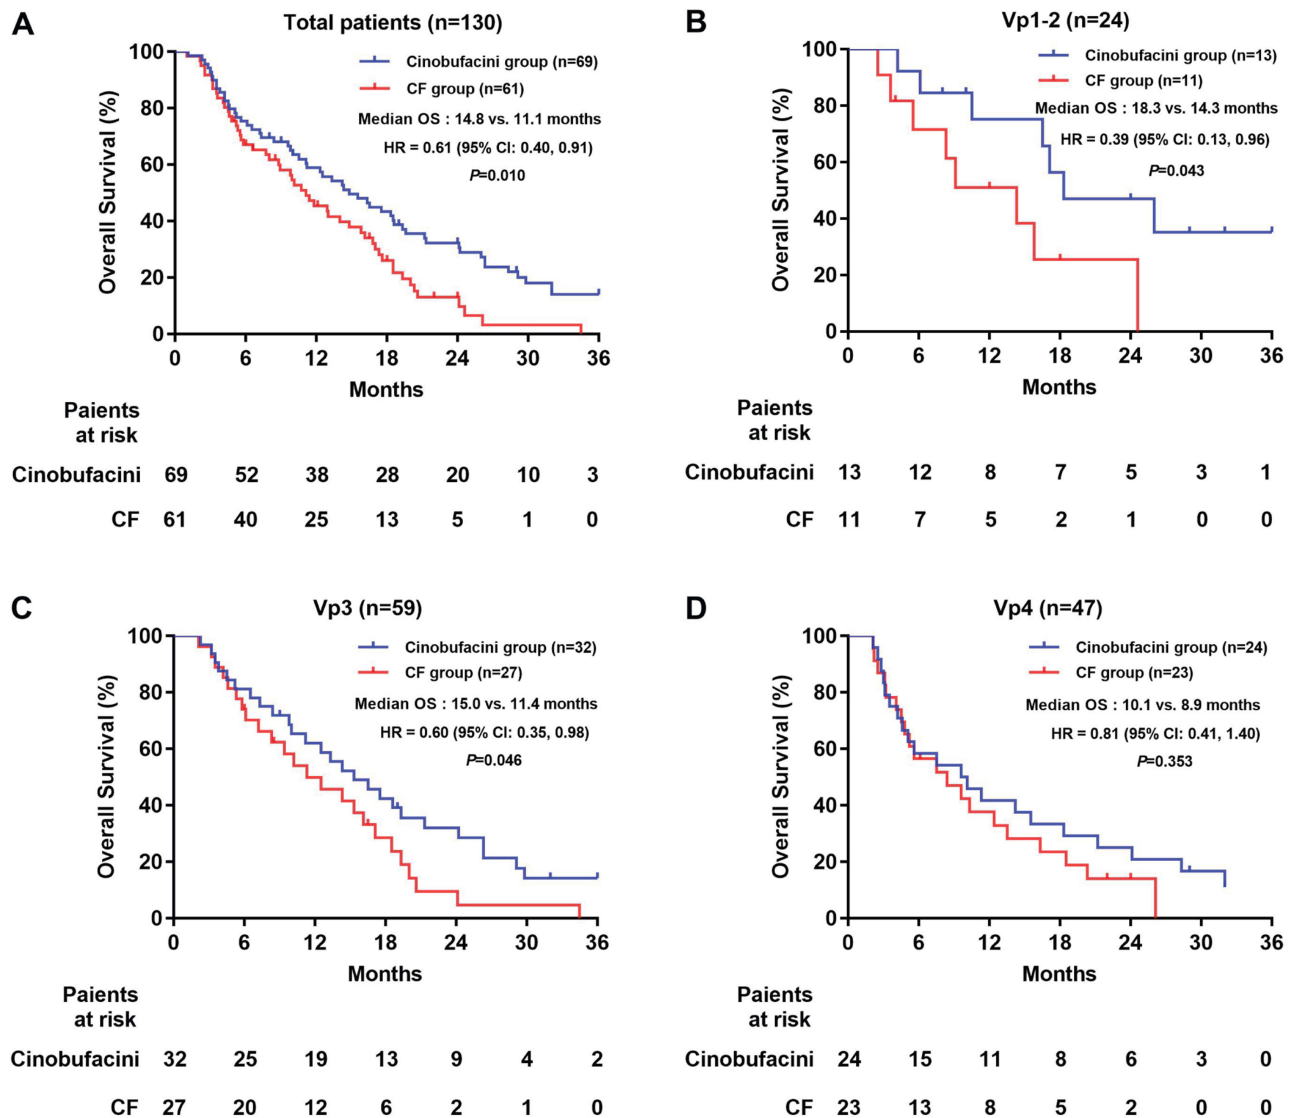 A
Total patients (n=130)
Overall Survival (%)
100
80
60
40
20
0
Cinobufacini group (n=69)
CF group (n=61)
Median OS : 14.8 vs. 11.1 months
HR = 0.61 (95% CI: 0.40, 0.91)
P=0.010
0 6 12 18 24 30 36
Months
Paients
at risk
Cinobufacini 69 52 38 28 20 10 3
CF 61 40 25 13 5 1 0
B
Vp1-2 (n=24)
Overall Survival (%)
100
80
60
40
20
0
Cinobufacini group (n=13)
CF group (n=11)
Median OS : 18.3 vs. 14.3 months
HR = 0.39 (95% CI: 0.13, 0.96)
P=0.043
0 6 12 18 24 30 36
Months
Paients
at risk
Cinobufacini 13 12 8 7 5 3 1
CF 11 7 5 2 1 0 0
C
Vp3 (n=59)
Overall Survival (%)
100
80
60
40
20
0
Cinobufacini group (n=32)
CF group (n=27)
Median OS : 15.0 vs. 11.4 months
HR = 0.60 (95% CI: 0.35, 0.98)
P=0.046
0 6 12 18 24 30 36
Months
Paients
at risk
Cinobufacini 32 25 19 13 9 4 2
CF 27 20 12 6 2 1 0
D
Vp4 (n=47)
Overall Survival (%)
100
80
60
40
20
0
Cinobufacini group (n=24)
CF group (n=23)
Median OS : 10.1 vs. 8.9 months
HR = 0.81 (95% CI: 0.41, 1.40)
P=0.353
0 6 12 18 24 30 36
Months
Paients
at risk
Cinobufacini 24 15 11 8 6 3 0
CF 23 13 8 5 2 0 0